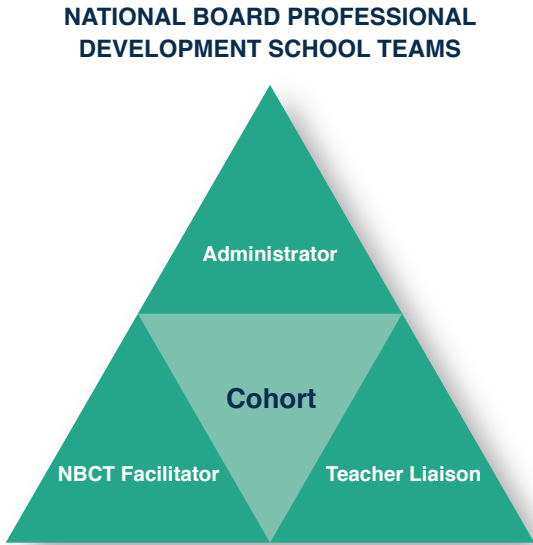 NATIONAL BOARD PROFESSIONAL
DEVELOPMENT SCHOOL TEAMS
Administrator
Cohort
NBCT Facilitator
Teacher Liaison